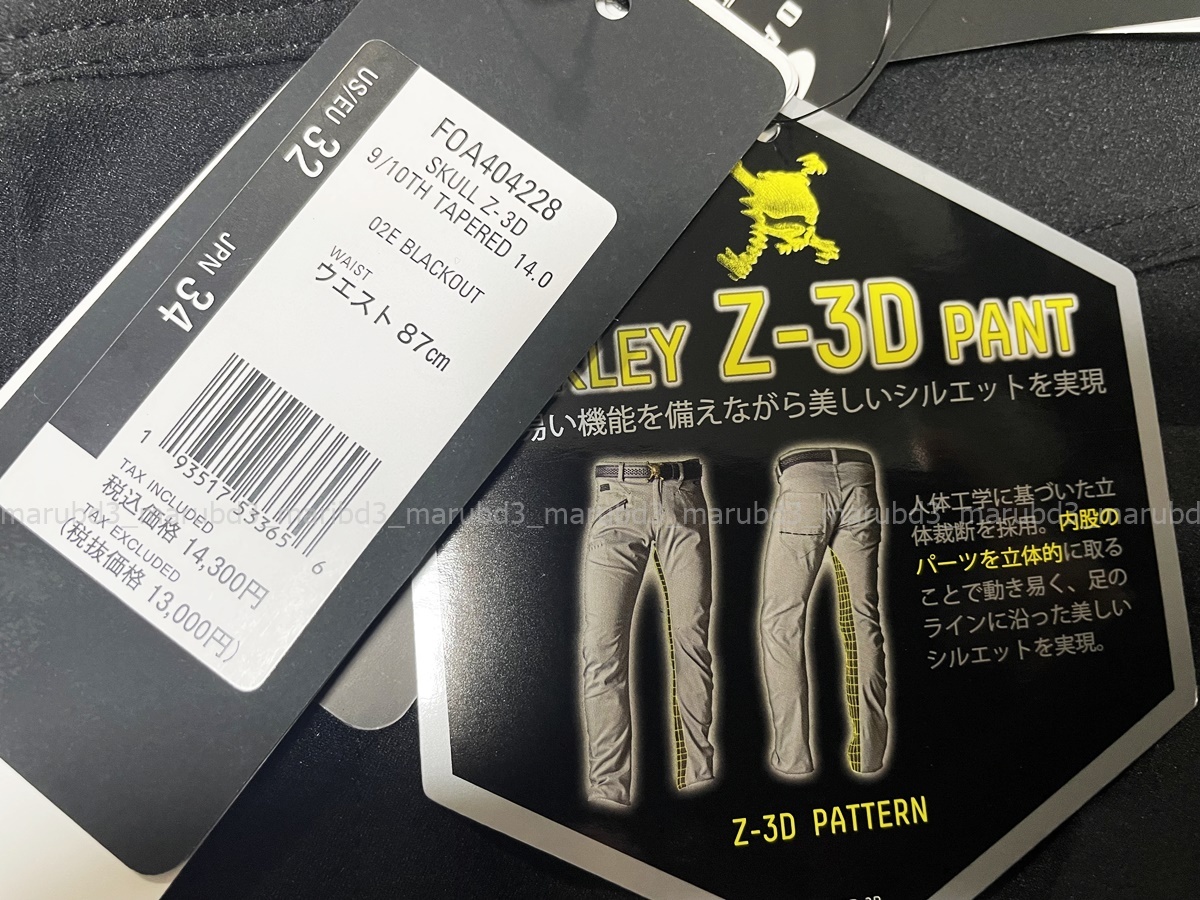 US/EU 32
JPN 34
FOA404228
SKULL Z-3D
9/10TH TAPERED 14.0
02E BLACKOUT
WAIST
ウエスト 87cm
1 93517 53365 6
TAX INCLUDED
税込価格 14,300円
TAX EXCLUDED
(税抜価格 13,000円)
OA
KLEY Z-3D PANT
易い機能を備えながら美しいシルエットを実現
人体工学に基づいた立
体裁断を採用。内股の
パーツを立体的に取る
ことで動き易く、足の
ラインに沿った美しい
シルエットを実現。
Z-3D PATTERN
marubd3_marubd3_marubd3_marubd3_marubd3_marubd3_marubd3_marubd3_marubd